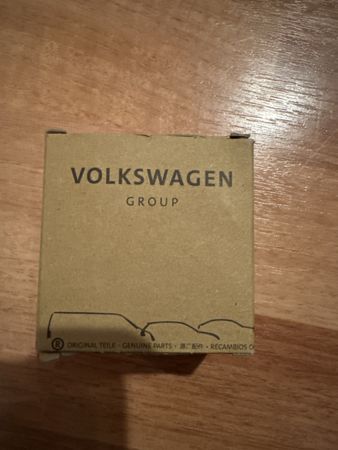 VOLKSWAGEN
GROUP
® ORIGINAL TEILE · GENUINE PARTS · 原厂配件 · RECAMBIOS O